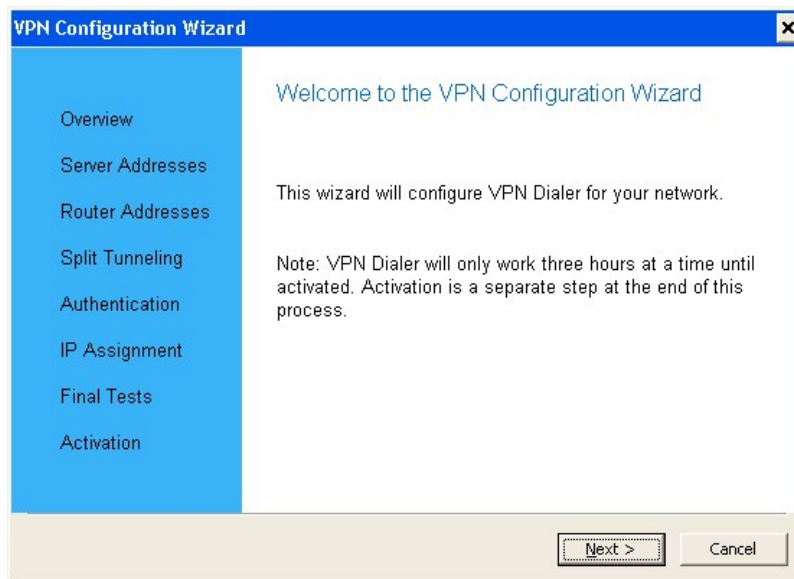 VPN Configuration Wizard
Overview
Server Addresses
Router Addresses
Split Tunneling
Authentication
IP Assignment
Final Tests
Activation
Welcome to the VPN Configuration Wizard
This wizard will configure VPN Dialer for your network.
Note: VPN Dialer will only work three hours at a time until
activated. Activation is a separate step at the end of this
process.
Next >
Cancel